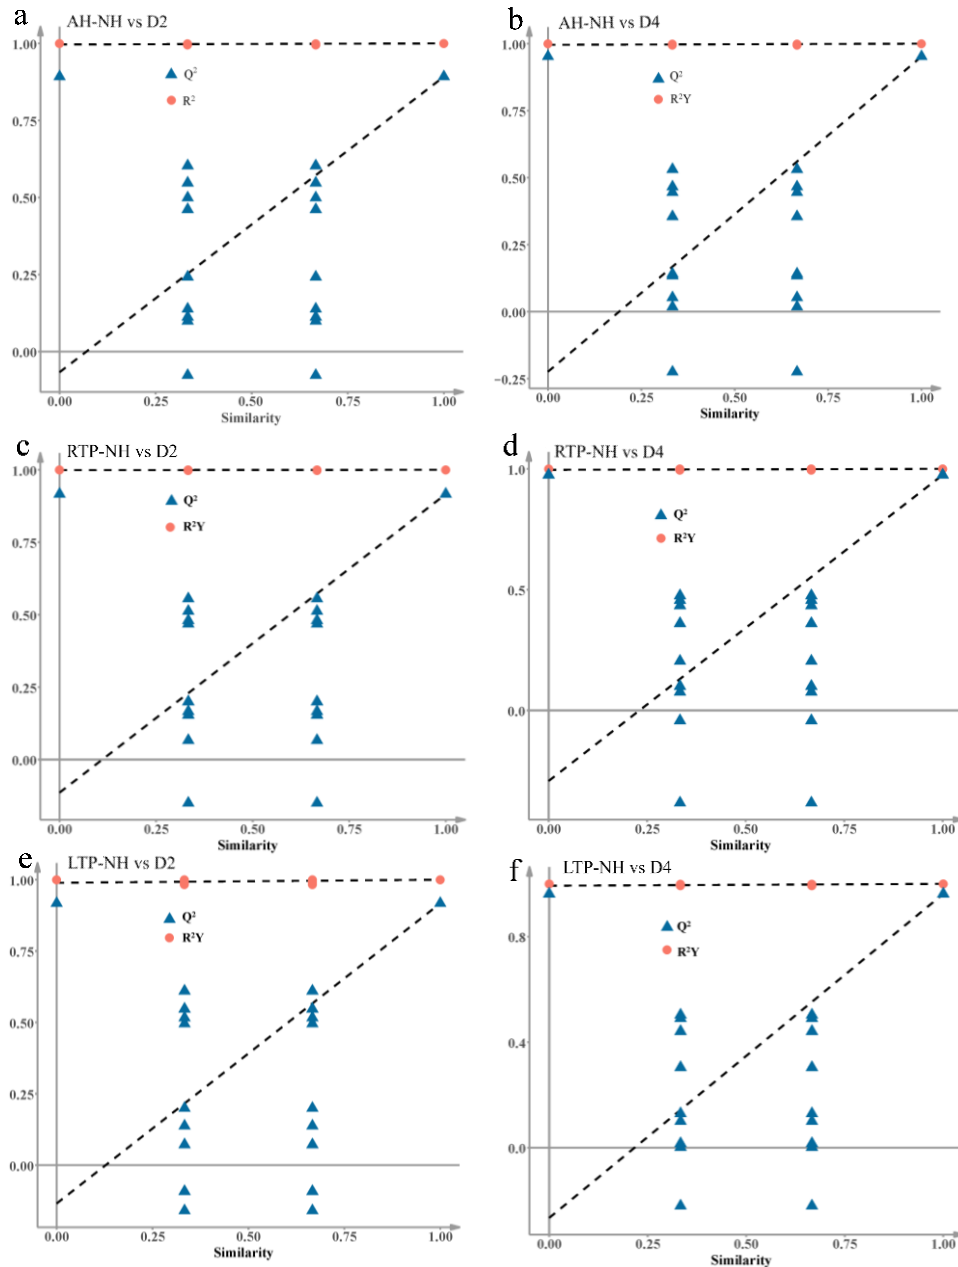 a
AH-NH vs D2
1.00
0.75
0.50
0.25
0.00
Q²
R²
0.00 0.25 0.50 0.75 1.00
Similarity
b
AH-NH vs D4
1.00
0.75
0.50
0.25
0.00
−0.25
Q²
R²Y
0.00 0.25 0.50 0.75 1.00
Similarity
c
RTP-NH vs D2
1.00
0.75
0.50
0.25
0.00
Q²
R²Y
0.00 0.25 0.50 0.75 1.00
Similarity
d
RTP-NH vs D4
1.0
0.5
0.0
Q²
R²Y
0.00 0.25 0.50 0.75 1.00
Similarity
e
LTP-NH vs D2
1.00
0.75
0.50
0.25
0.00
Q²
R²Y
0.00 0.25 0.50 0.75 1.00
Similarity
f
LTP-NH vs D4
0.8
0.4
0.0
Q²
R²Y
0.00 0.25 0.50 0.75 1.00
Similarity